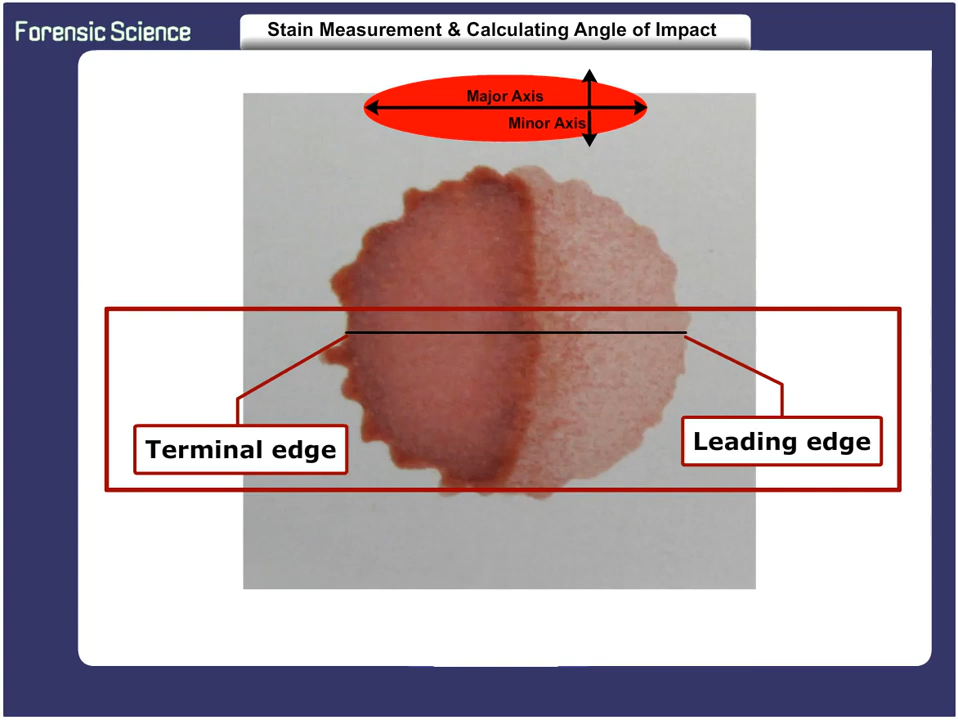 Forensic Science
Stain Measurement & Calculating Angle of Impact
Major Axis
Minor Axis
Terminal edge
Leading edge